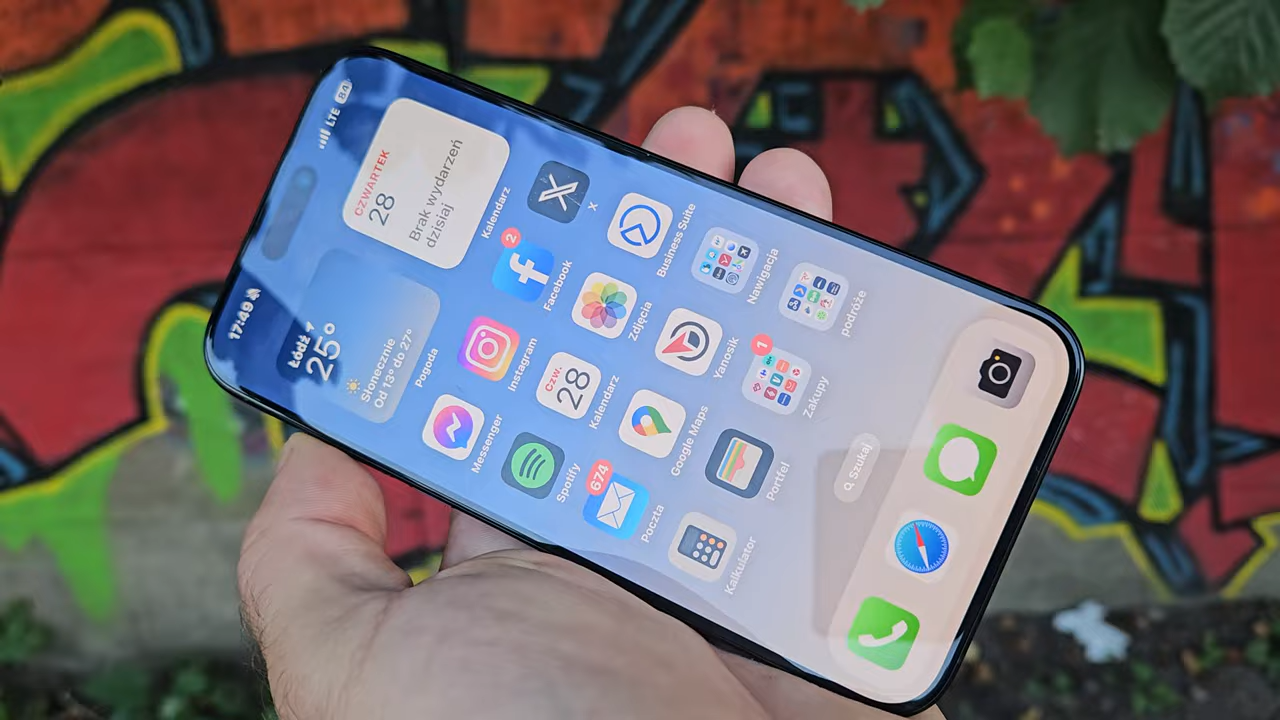 17:49
LTE 84
Łódź
25°
Słonecznie
Od 13° do 27°
Pogoda
CZWARTEK
28
Brak wydarzeń
dzisiaj
Kalendarz
Messenger
Instagram
2
Facebook
X
Spotify
CZW.
28
Kalendarz
Zdjęcia
Business Suite
674
Poczta
Google Maps
Yanosik
Nawigacja
Kalkulator
Portfel
1
Zakupy
podróże
Szukaj